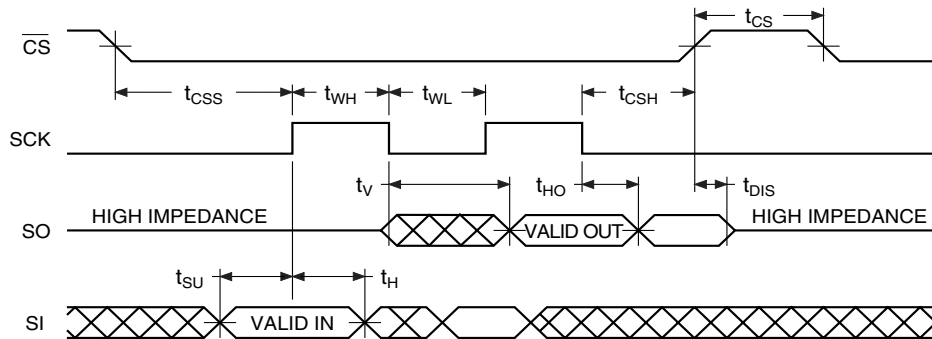 t_CS
C̅S̅
t_CSS t_WH t_WL t_CSH
SCK
t_V t_HO t_DIS
HIGH IMPEDANCE HIGH IMPEDANCE
SO VALID OUT
t_SU t_H
SI VALID IN